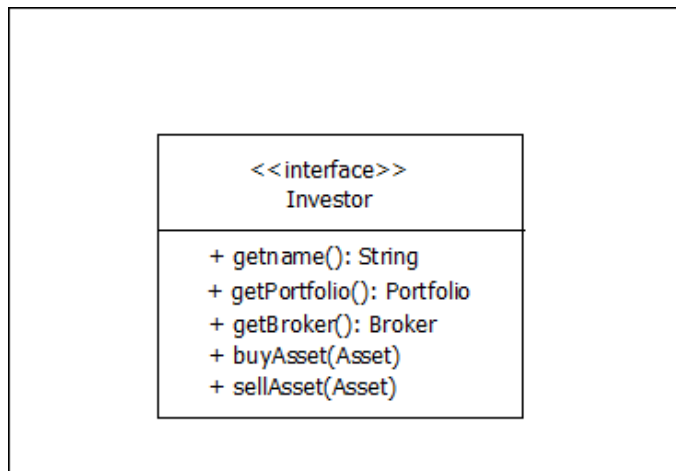 <<interface>>
Investor
+ getname(): String
+ getPortfolio(): Portfolio
+ getBroker(): Broker
+ buyAsset(Asset)
+ sellAsset(Asset)